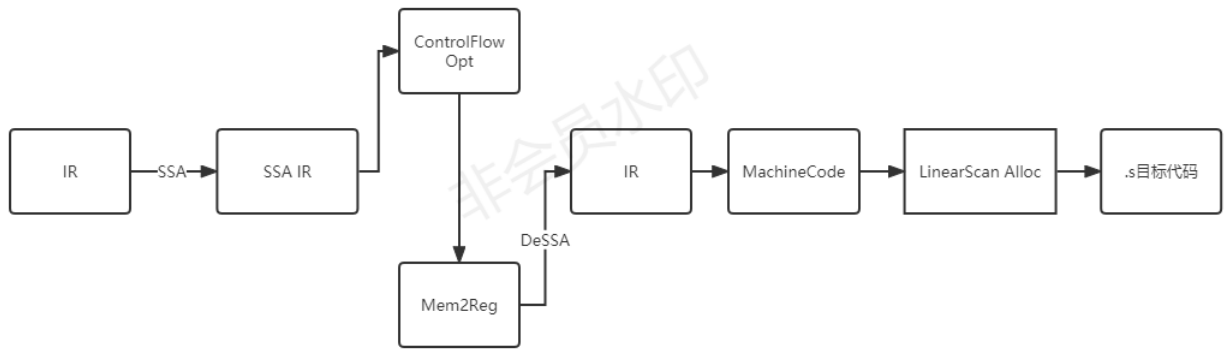 ControlFlow
Opt
IR
SSA
SSA IR
IR
MachineCode
LinearScan Alloc
.s目标代码
DeSSA
Mem2Reg
非会员水印